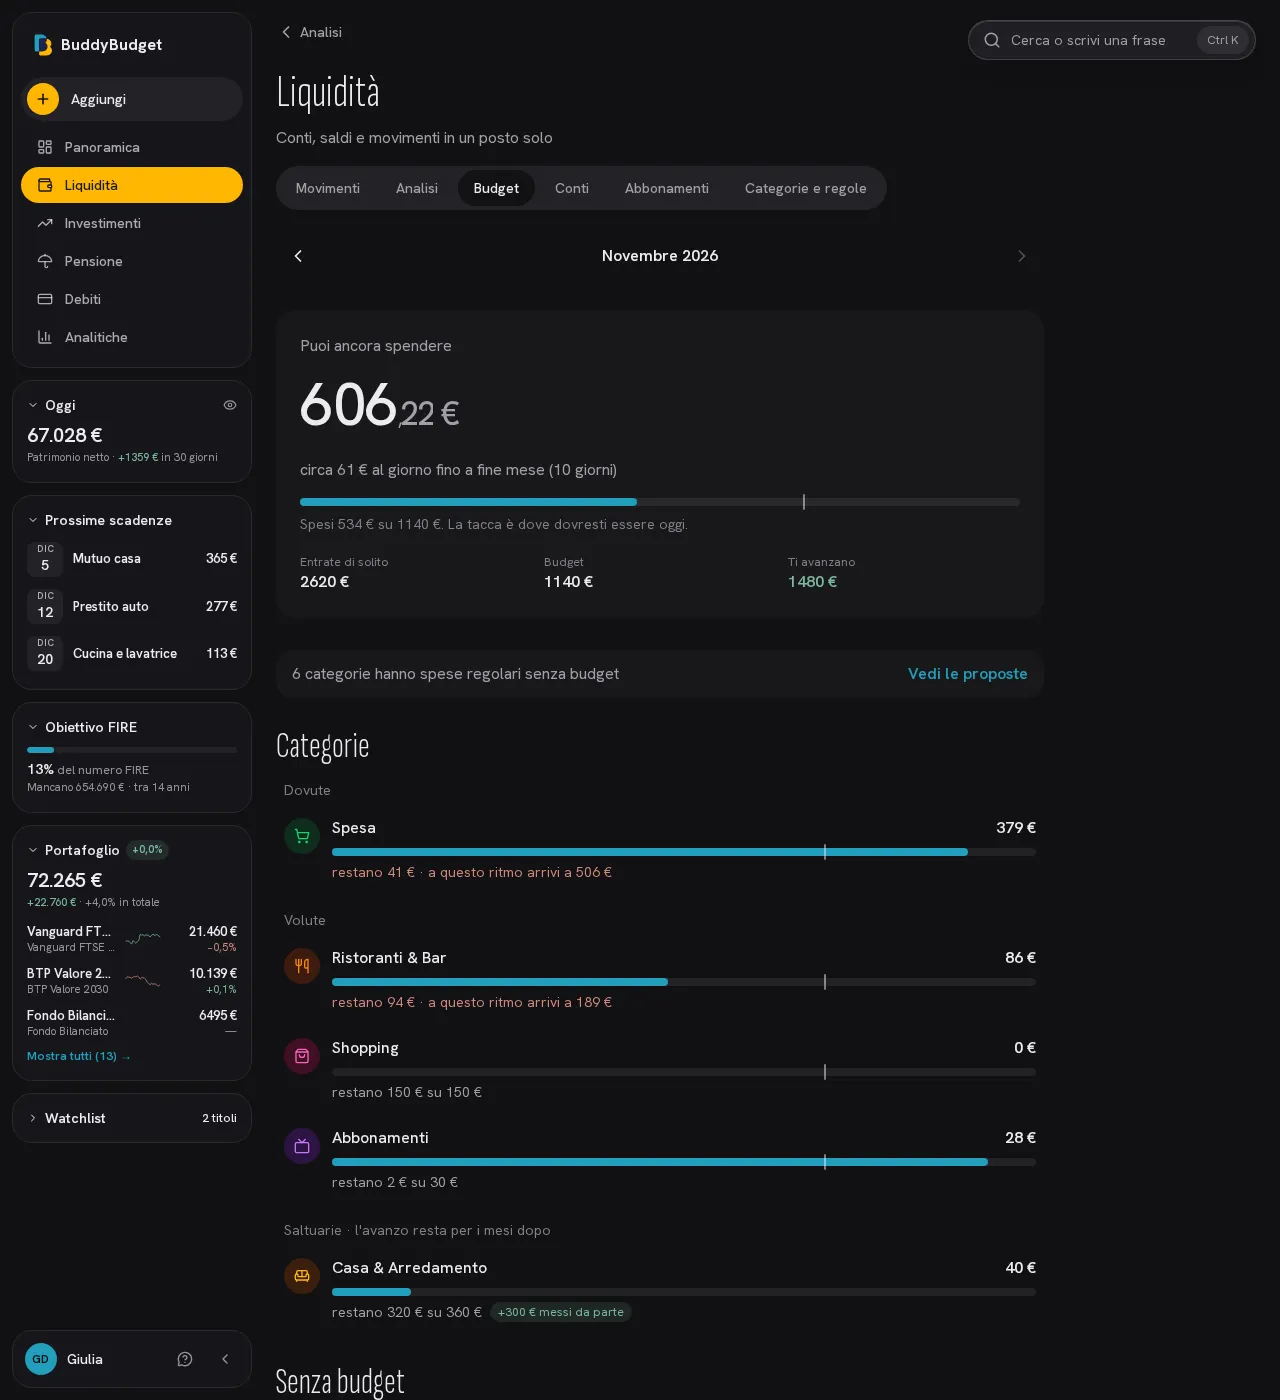 BuddyBudget
Aggiungi
Panoramica
Liquidità
Investimenti
Pensione
Debiti
Analitiche
Oggi
67.028 €
Patrimonio netto · +1359 € in 30 giorni
Prossime scadenze
DIC
5
Mutuo casa
365 €
DIC
12
Prestito auto
277 €
DIC
20
Cucina e lavatrice
113 €
Obiettivo FIRE
13% del numero FIRE
Mancano 654.690 € · tra 14 anni
Portafoglio +0,0%
72.265 €
+22.760 € · +4,0% in totale
Vanguard FT... 21.460 €
Vanguard FTSE ... −0,5%
BTP Valore 2... 10.139 €
BTP Valore 2030 +0,1%
Fondo Bilanci... 6495 €
Fondo Bilanciato —
Mostra tutti (13) →
Watchlist 2 titoli
GD Giulia
Analisi
Cerca o scrivi una frase Ctrl K
Liquidità
Conti, saldi e movimenti in un posto solo
Movimenti Analisi Budget Conti Abbonamenti Categorie e regole
Novembre 2026
Puoi ancora spendere
606,22 €
circa 61 € al giorno fino a fine mese (10 giorni)
Spesi 534 € su 1140 €. La tacca è dove dovresti essere oggi.
Entrate di solito Budget Ti avanzano
2620 € 1140 € 1480 €
6 categorie hanno spese regolari senza budget Vedi le proposte
Categorie
Dovute
Spesa 379 €
restano 41 € · a questo ritmo arrivi a 506 €
Volute
Ristoranti & Bar 86 €
restano 94 € · a questo ritmo arrivi a 189 €
Shopping 0 €
restano 150 € su 150 €
Abbonamenti 28 €
restano 2 € su 30 €
Saltuarie · l'avanzo resta per i mesi dopo
Casa & Arredamento 40 €
restano 320 € su 360 € +300 € messi da parte
Senza budget